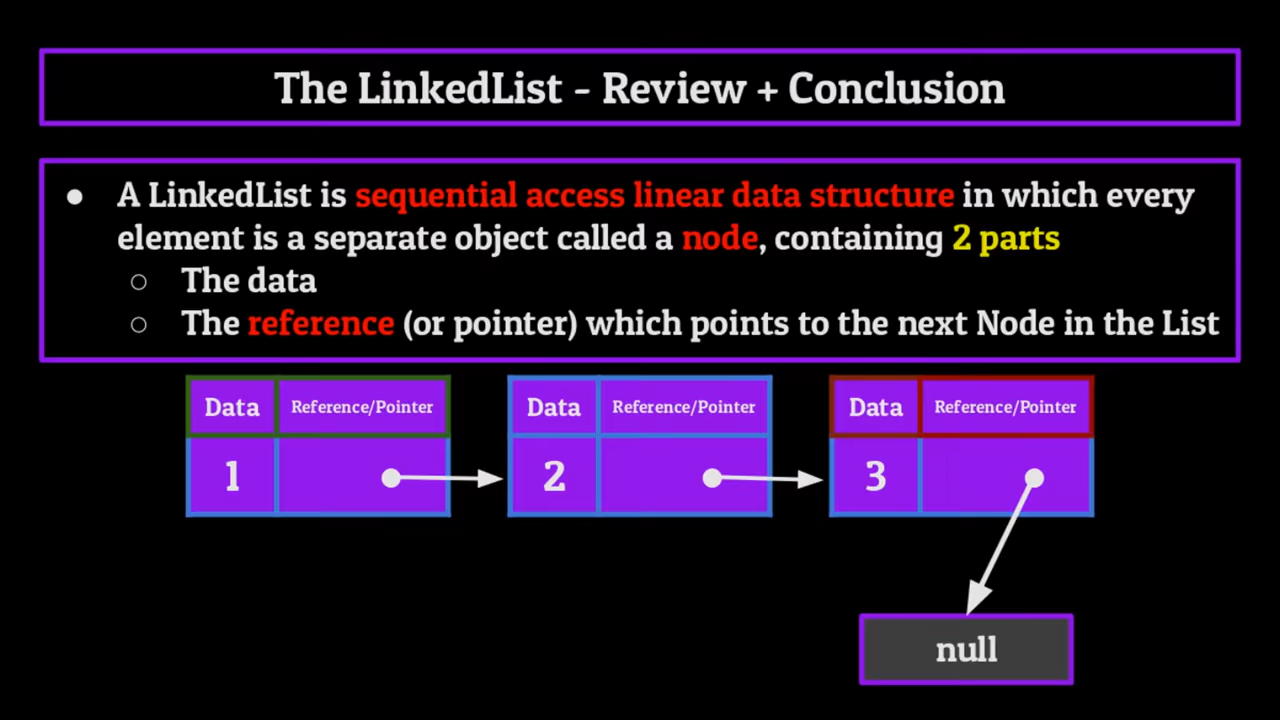 The LinkedList - Review + Conclusion
● A LinkedList is sequential access linear data structure in which every
element is a separate object called a node, containing 2 parts
○ The data
○ The reference (or pointer) which points to the next Node in the List
Data Reference/Pointer Data Reference/Pointer Data Reference/Pointer
1 2 3
null